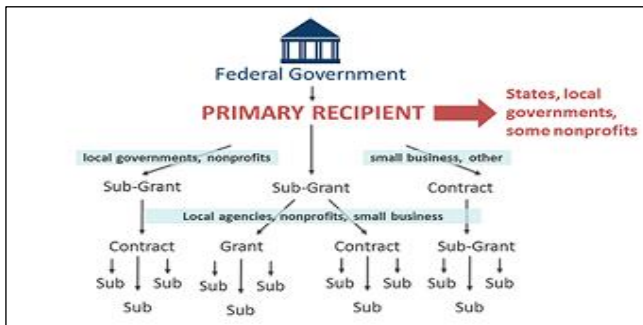 Federal Government
PRIMARY RECIPIENT
States, local
governments,
some nonprofits
local governments, nonprofits
small business, other
Sub-Grant
Sub-Grant
Contract
Local agencies, nonprofits, small business
Contract
Grant
Contract
Sub-Grant
Sub
Sub
Sub
Sub
Sub
Sub
Sub
Sub
Sub
Sub
Sub
Sub